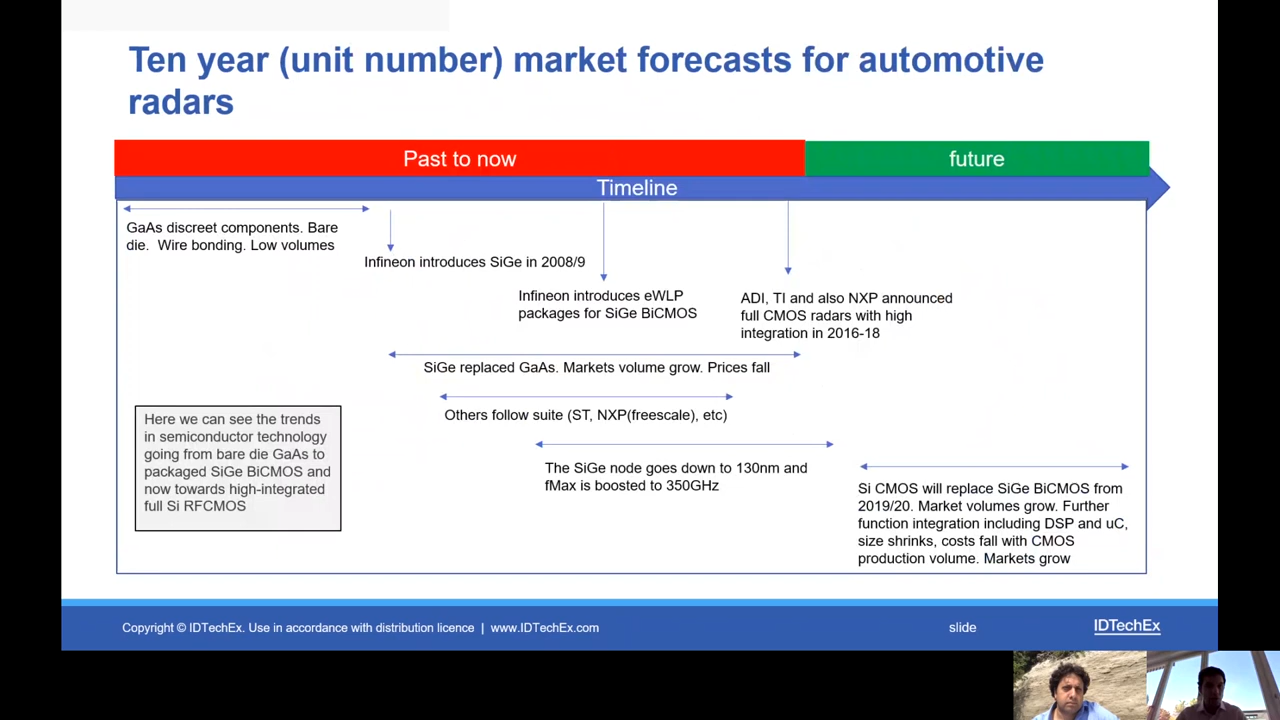 Ten year (unit number) market forecasts for automotive
radars
Past to now
future
Timeline
GaAs discreet components. Bare
die.  Wire bonding. Low volumes
Infineon introduces SiGe in 2008/9
Infineon introduces eWLP
packages for SiGe BiCMOS
ADI, TI and also NXP announced
full CMOS radars with high
integration in 2016-18
SiGe replaced GaAs. Markets volume grow. Prices fall
Others follow suite (ST, NXP(freescale), etc)
The SiGe node goes down to 130nm and
fMax is boosted to 350GHz
Here we can see the trends
in semiconductor technology
going from bare die GaAs to
packaged SiGe BiCMOS and
now towards high-integrated
full Si RFCMOS
Si CMOS will replace SiGe BiCMOS from
2019/20. Market volumes grow. Further
function integration including DSP and uC,
size shrinks, costs fall with CMOS
production volume. Markets grow
Copyright © IDTechEx. Use in accordance with distribution licence | www.IDTechEx.com
slide
IDTechEx